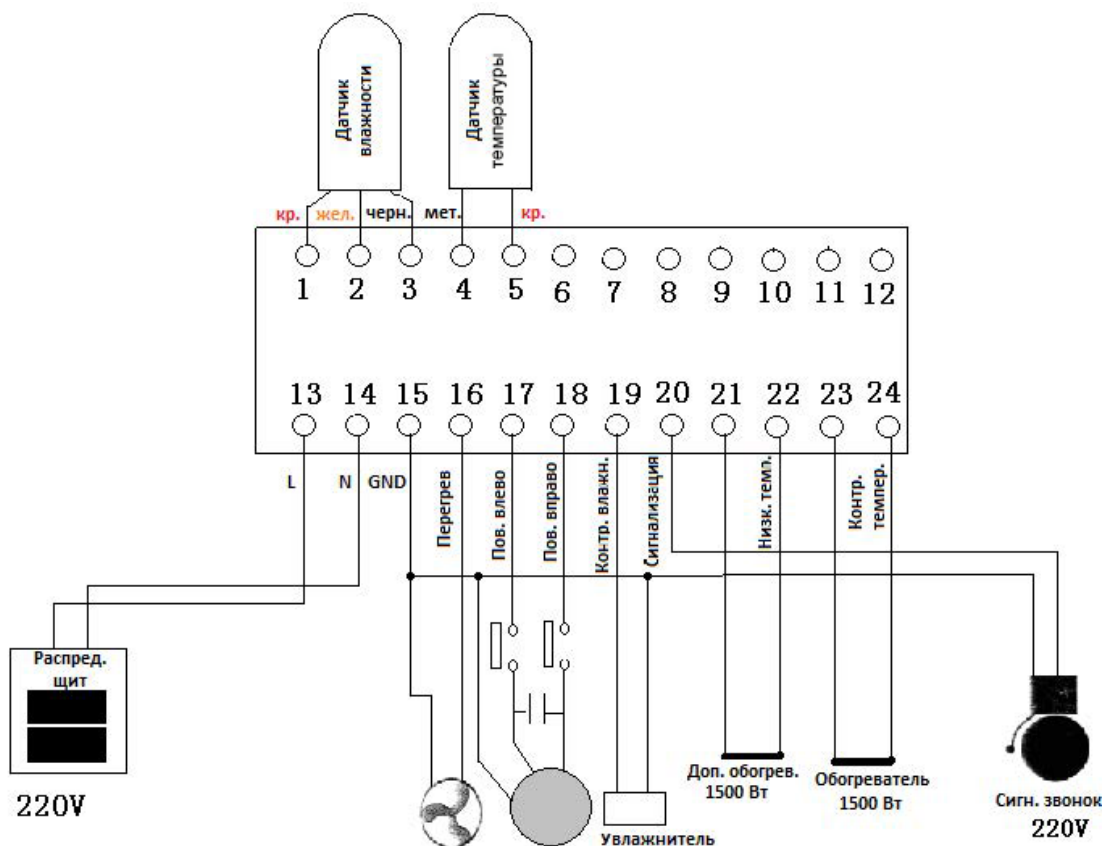 Датчик
влажности
Датчик
температуры
кр. жел. черн. мет. кр.
1 2 3 4 5 6 7 8 9 10 11 12
13 14 15 16 17 18 19 20 21 22 23 24
L N GND
Перегрев
Пов. влево
Пов. вправо
Контр. влажн.
Сигнализация
Низк. темп.
Контр.
темпер.
Распред.
щит
220V
Увлажнитель
Доп. обогрев.
1500 Вт
Обогреватель
1500 Вт
Сигн. звонок
220V